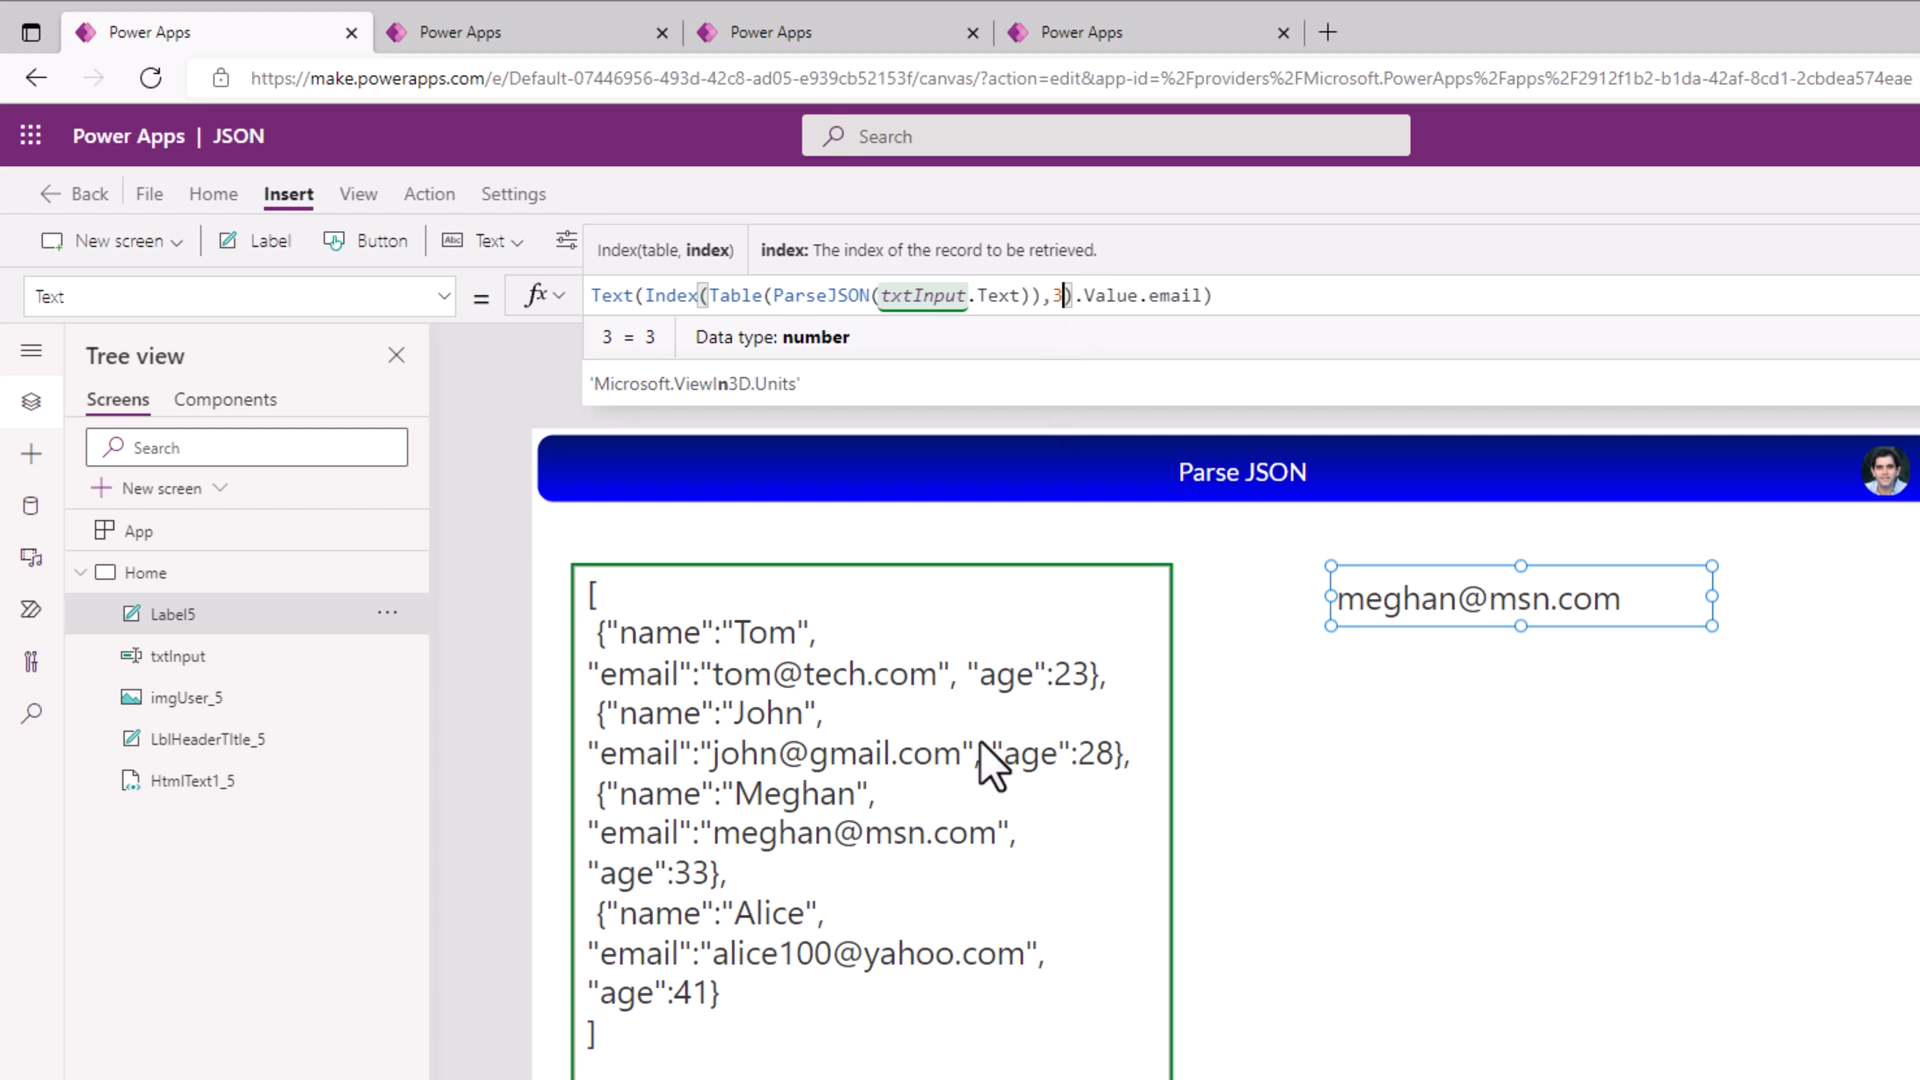 Power Apps
Power Apps
Power Apps
Power Apps
https://make.powerapps.com/e/Default-07446956-493d-42c8-ad05-e939cb52153f/canvas/?action=edit&app-id=%2Fproviders%2FMicrosoft.PowerApps%2Fapps%2F2912f1b2-b1da-42af-8cd1-2cbdea574eae
Power Apps | JSON
Search
Back File Home Insert View Action Settings
New screen Label Button Abc Text
Index(table, index) index: The index of the record to be retrieved.
Text = fx Text(Index(Table(ParseJSON(txtInput.Text)),3).Value.email)
3 = 3 Data type: number
'Microsoft.ViewIn3D.Units'
Tree view
Screens Components
Search
New screen
App
Home
Label5 ...
txtInput
imgUser_5
LblHeaderTItle_5
HtmlText1_5
Parse JSON
[
{"name":"Tom",
"email":"tom@tech.com", "age":23},
{"name":"John",
"email":"john@gmail.com", "age":28},
{"name":"Meghan",
"email":"meghan@msn.com",
"age":33},
{"name":"Alice",
"email":"alice100@yahoo.com",
"age":41}
]
meghan@msn.com